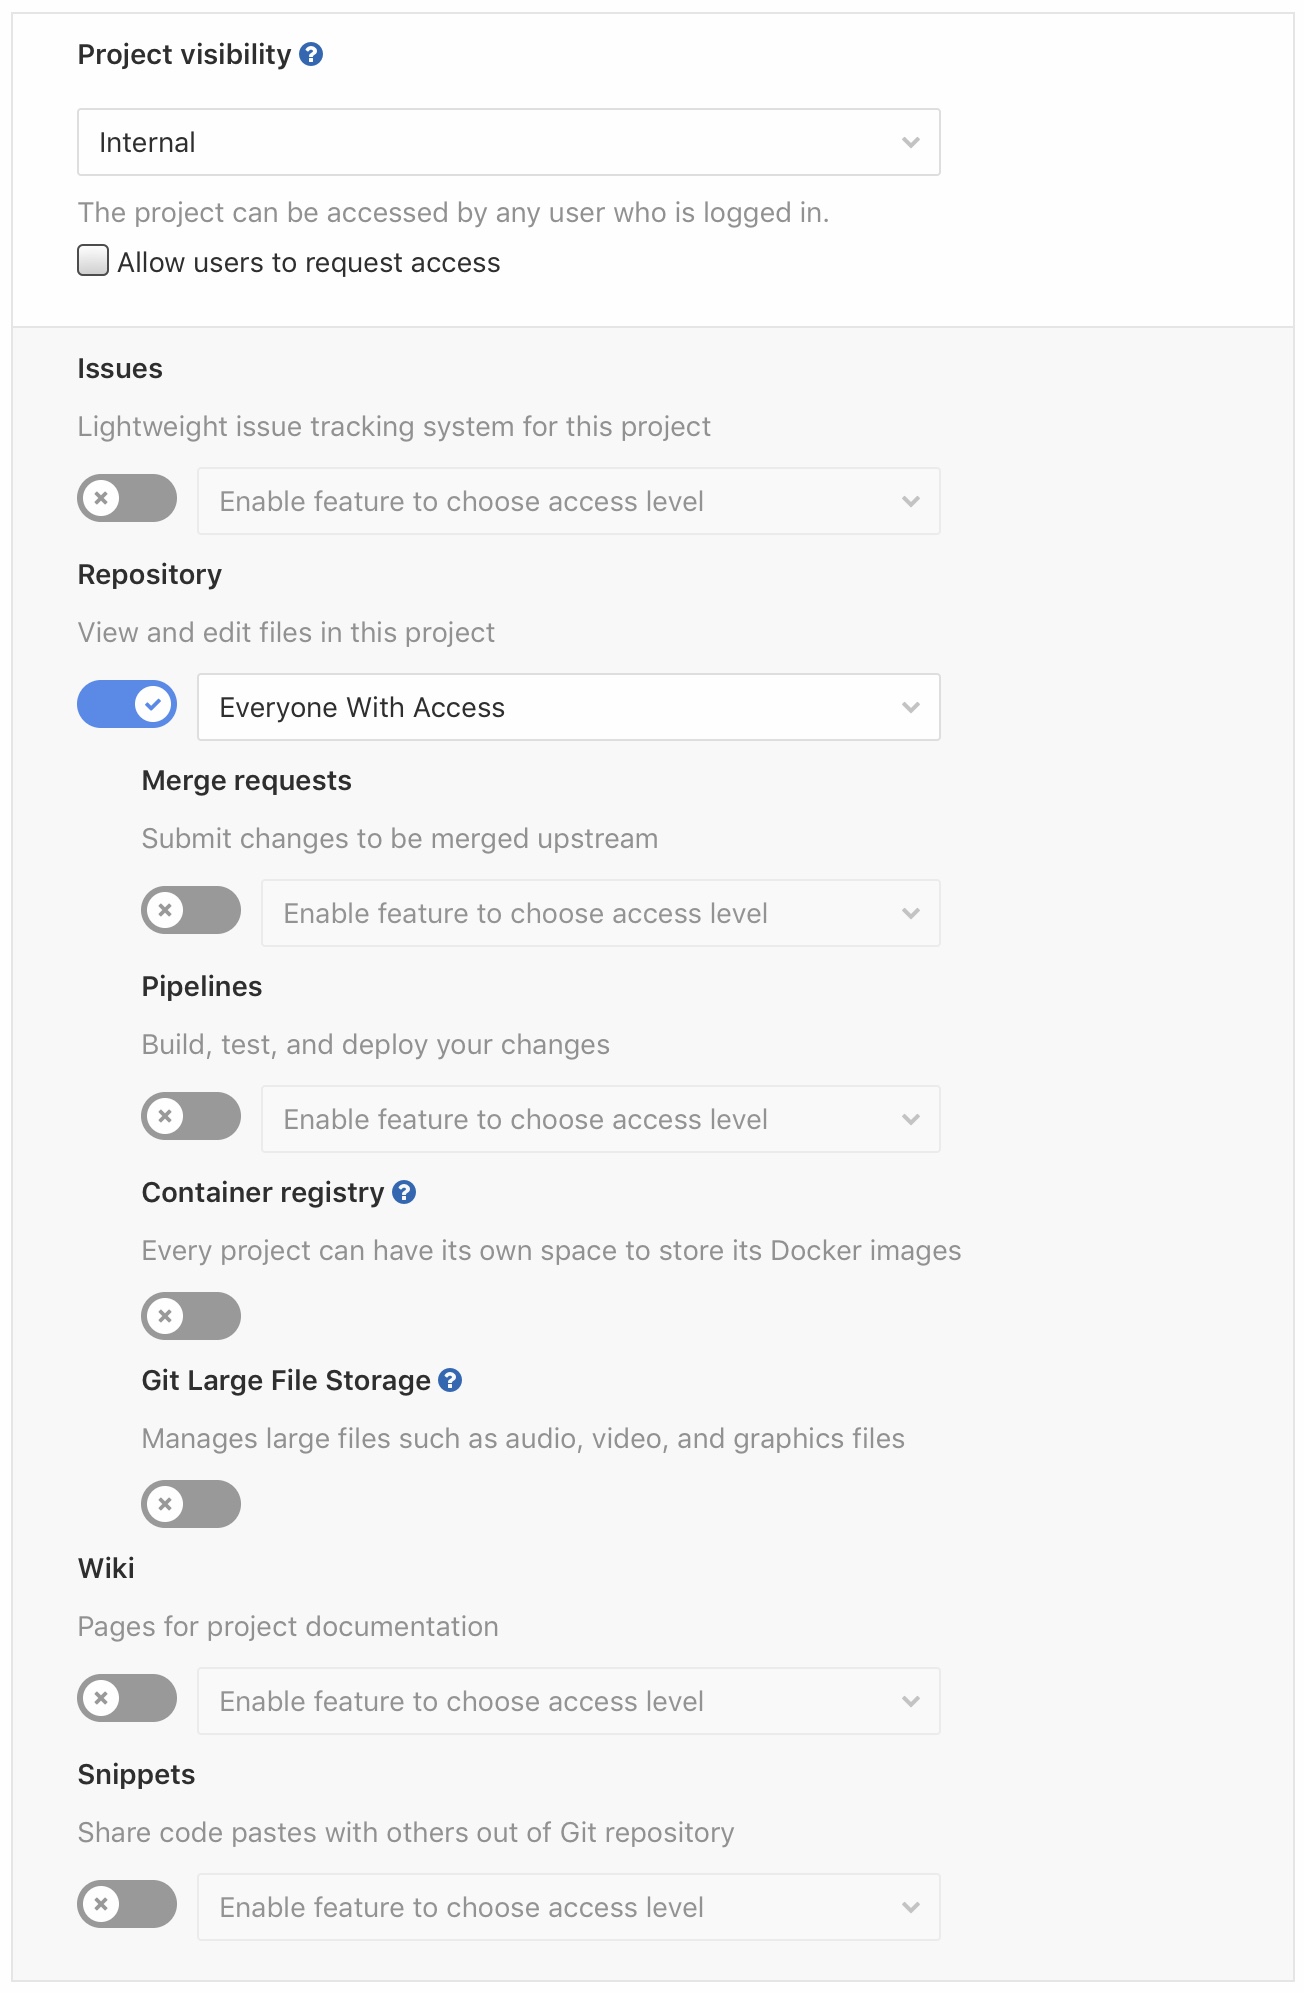 Project visibility
Internal
The project can be accessed by any user who is logged in.
Allow users to request access
Issues
Lightweight issue tracking system for this project
Enable feature to choose access level
Repository
View and edit files in this project
Everyone With Access
Merge requests
Submit changes to be merged upstream
Enable feature to choose access level
Pipelines
Build, test, and deploy your changes
Enable feature to choose access level
Container registry
Every project can have its own space to store its Docker images
Git Large File Storage
Manages large files such as audio, video, and graphics files
Wiki
Pages for project documentation
Enable feature to choose access level
Snippets
Share code pastes with others out of Git repository
Enable feature to choose access level